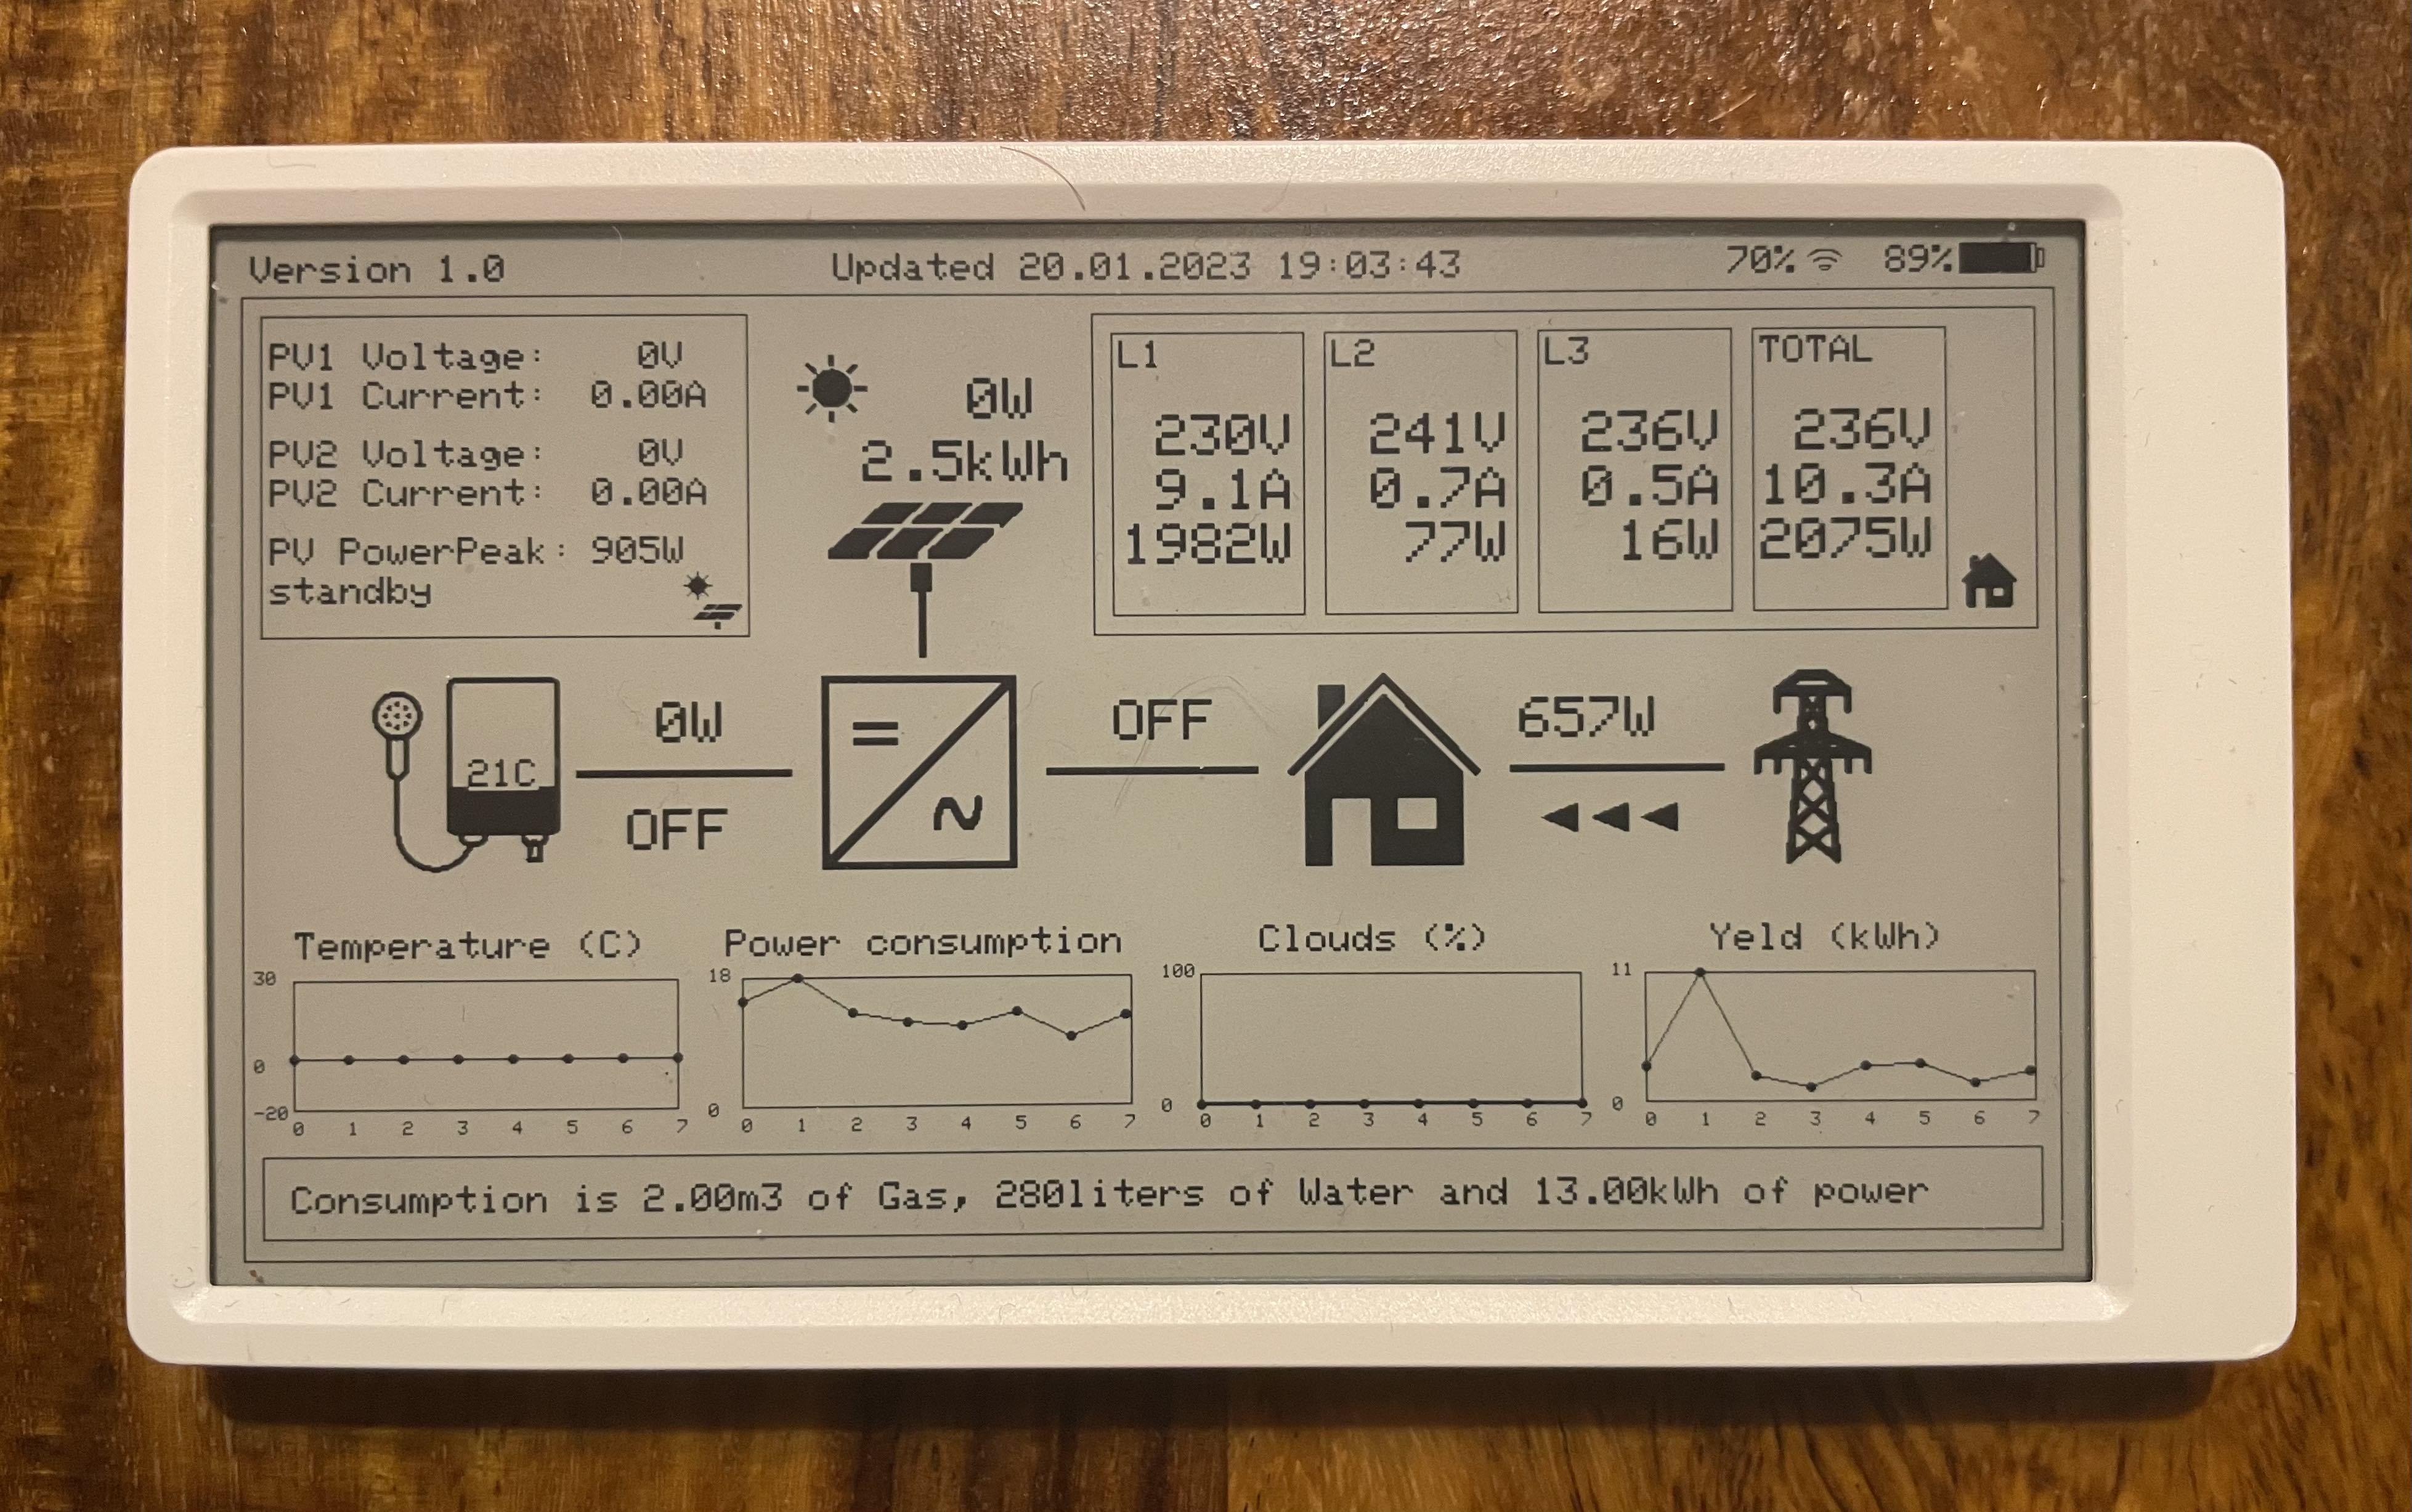 Version 1.0
Updated 20.01.2023 19:03:43
70%
89%
PV1 Voltage: 0V
PV1 Current: 0.00A
PV2 Voltage: 0V
PV2 Current: 0.00A
PV PowerPeak: 905W
standby
0W
2.5kWh
L1
230V
9.1A
1982W
L2
241V
0.7A
77W
L3
236V
0.5A
16W
TOTAL
236V
10.3A
2075W
21C
0W
OFF
=
~
OFF
657W
Temperature (C)
30
0
-20
0 1 2 3 4 5 6 7
Power consumption
18
0
0 1 2 3 4 5 6 7
Clouds (%)
100
0
0 1 2 3 4 5 6 7
Yeld (kWh)
11
0
0 1 2 3 4 5 6 7
Consumption is 2.00m3 of Gas, 280liters of Water and 13.00kWh of power